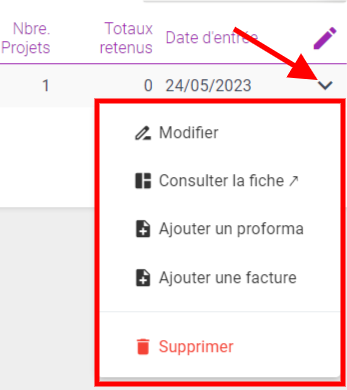 Nbre. Totaux
Projets retenus Date d'entrée
1 0 24/05/2023
Modifier
Consulter la fiche ↗
Ajouter un proforma
Ajouter une facture
Supprimer